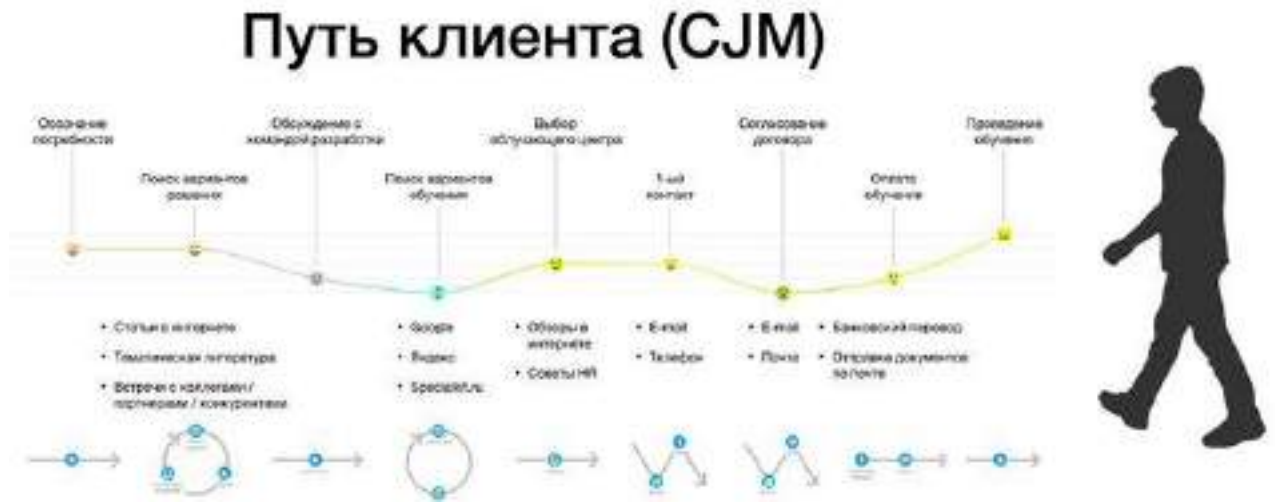 Путь клиента (CJM)
Осознание
потребности
Обсуждение с
командой разработки
Выбор
обучающего центра
Согласование
договора
Проведение
обучения
Поиск вариантов
решения
Поиск вариантов
обучения
1-ый
контакт
Оплата
обучения
• Статьи в интернете
• Тематическая литература
• Встречи с коллегами /
партнерами / конкурентами
• Google
• Яндекс
• Specialist.ru
• Обзоры в
интернете
• Советы HR
• E-mail
• Телефон
• E-mail
• Почта
• Банковский перевод
• Отправка документов
по почте